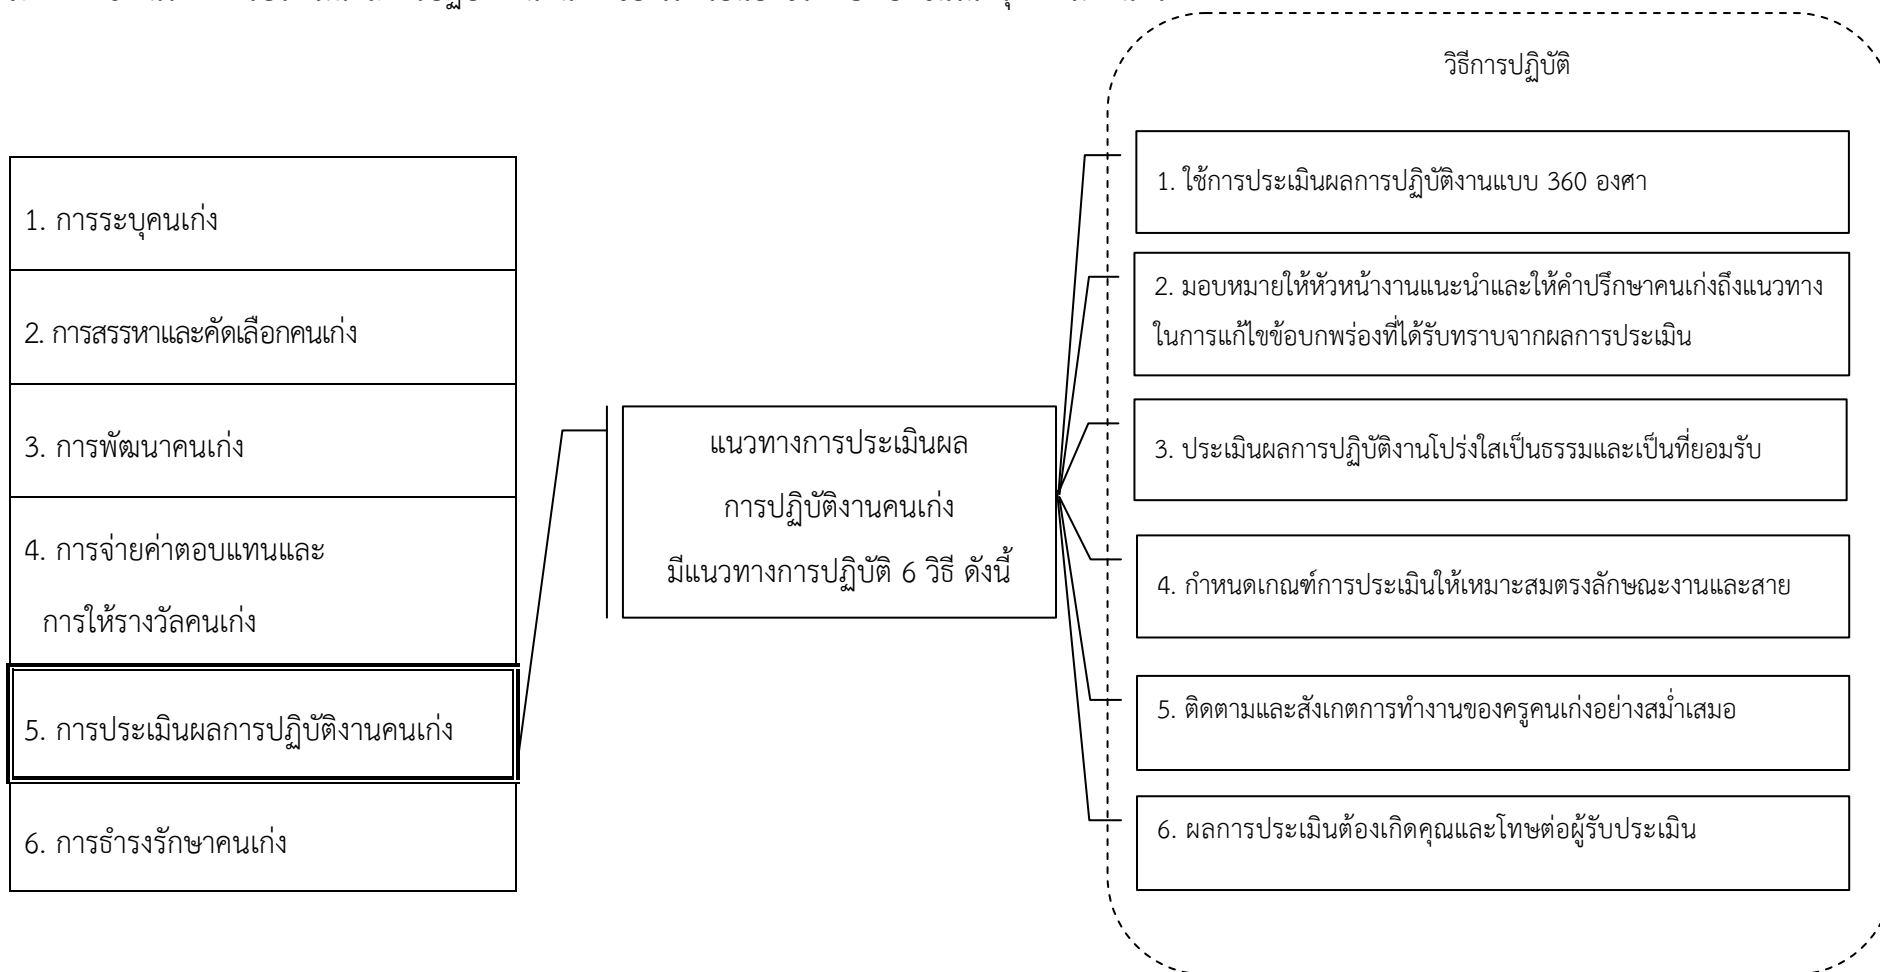 วิธีการปฏิบัติ
1. การระบุคนเก่ง
2. การสรรหาและคัดเลือกคนเก่ง
3. การพัฒนาคนเก่ง
4. การจ่ายค่าตอบแทนและ
การให้รางวัลคนเก่ง
5. การประเมินผลการปฏิบัติงานคนเก่ง
6. การธำรงรักษาคนเก่ง
แนวทางการประเมินผล
การปฏิบัติงานคนเก่ง
มีแนวทางการปฏิบัติ 6 วิธี ดังนี้
1. ใช้การประเมินผลการปฏิบัติงานแบบ 360 องศา
2. มอบหมายให้หัวหน้างานแนะนำและให้คำปรึกษาคนเก่งถึงแนวทาง
ในการแก้ไขข้อบกพร่องที่ได้รับทราบจากผลการประเมิน
3. ประเมินผลการปฏิบัติงานโปร่งใสเป็นธรรมและเป็นที่ยอมรับ
4. กำหนดเกณฑ์การประเมินให้เหมาะสมตรงลักษณะงานและสาย
5. ติดตามและสังเกตการทำงานของครูคนเก่งอย่างสม่ำเสมอ
6. ผลการประเมินต้องเกิดคุณและโทษต่อผู้รับประเมิน